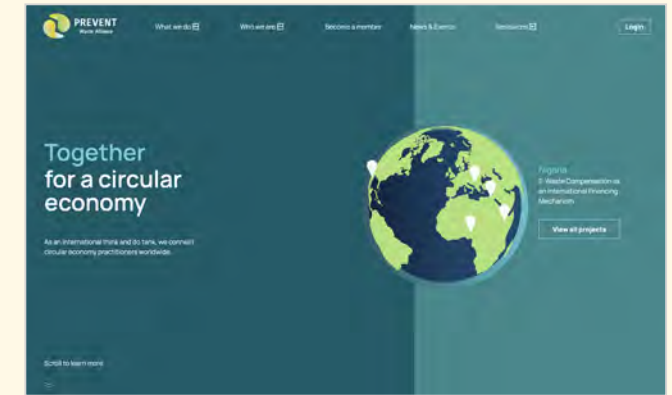 PREVENT
Waste Alliance
What we do
Who we are
Become a member
News & Events
Resources
Login
Together
for a circular
economy
As an international think and do tank, we connect
circular economy practitioners worldwide.
Nigeria
E-Waste Compensation as
an International Financing
Mechanism
View all projects
Scroll to learn more